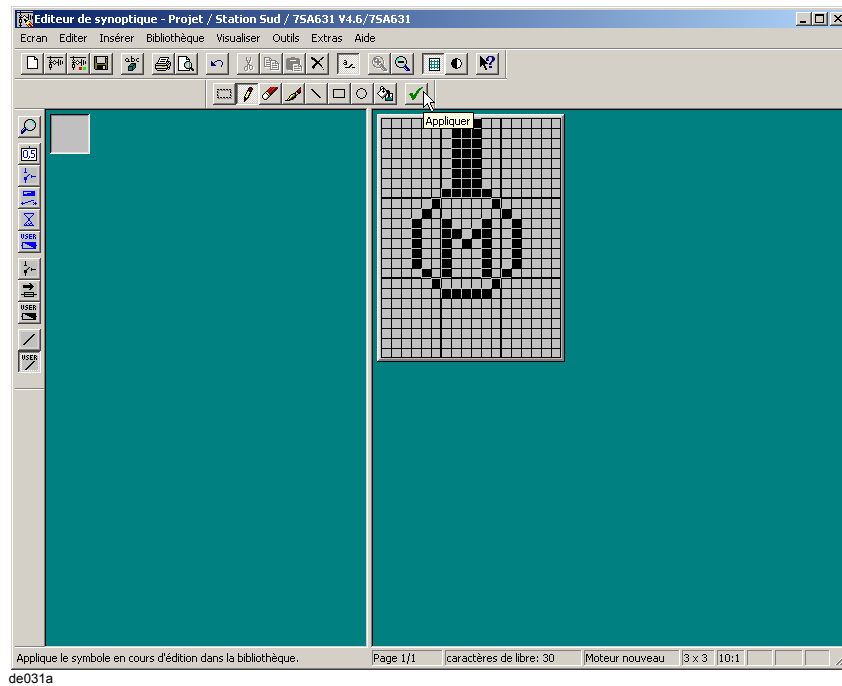 Editeur de synoptique - Projet / Station Sud / 7SA631 V4.6/7SA631
Ecran Editer Insérer Bibliothèque Visualiser Outils Extras Aide
abc
Appliquer
0,5
USER
USER
USER
M
Applique le symbole en cours d'édition dans la bibliothèque.
Page 1/1 caractères de libre: 30 Moteur nouveau 3 x 3 10:1
de031a